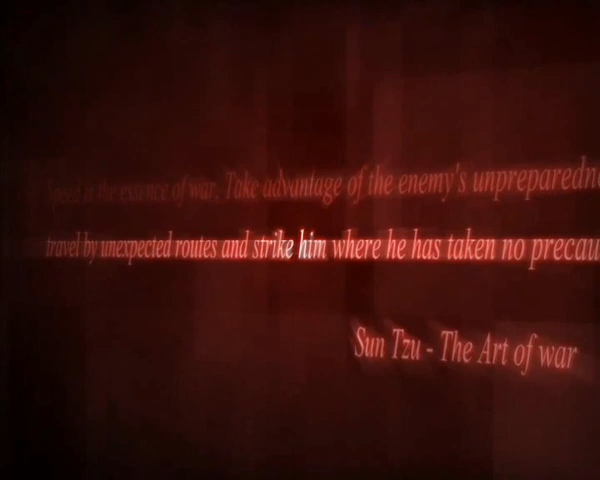 Speed is the essence of war, Take advantage of the enemy's unpreparedne
travel by unexpected routes and strike him where he has taken no precau
Sun Tzu - The Art of war